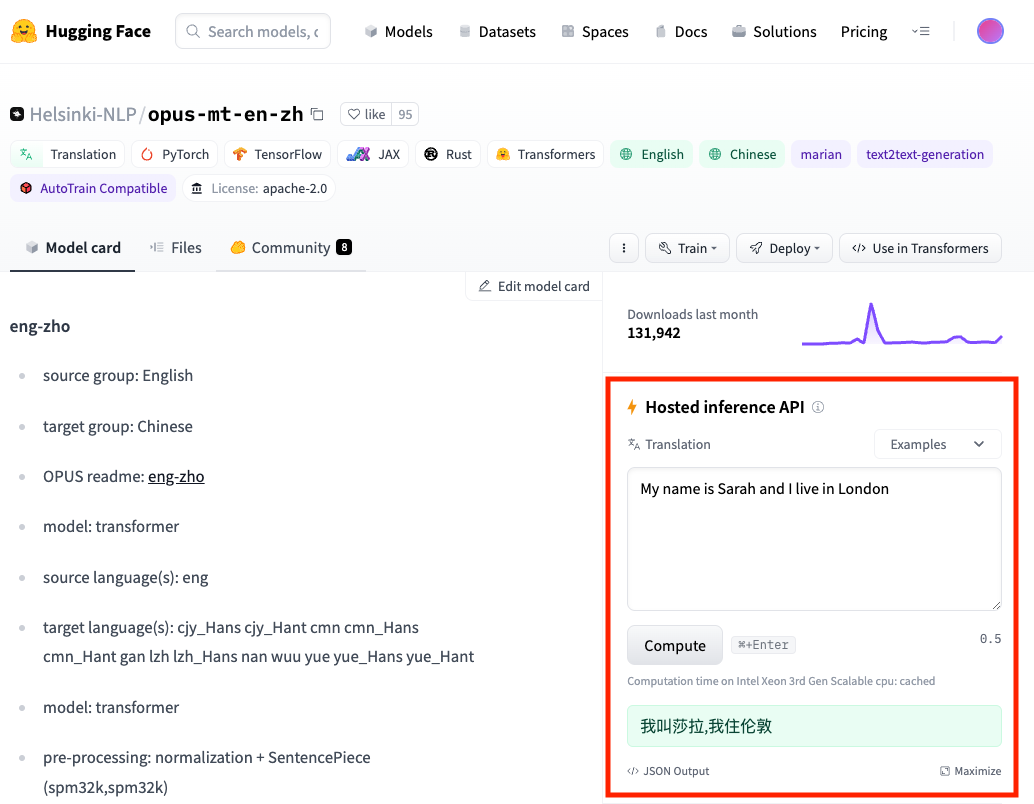 Hugging Face
Search models, c
Models
Datasets
Spaces
Docs
Solutions
Pricing
Helsinki-NLP/opus-mt-en-zh
like 95
Translation
PyTorch
TensorFlow
JAX
Rust
Transformers
English
Chinese
marian
text2text-generation
AutoTrain Compatible
License: apache-2.0
Model card
Files
Community 8
Train
Deploy
</> Use in Transformers
Edit model card
eng-zho
source group: English
target group: Chinese
OPUS readme: eng-zho
model: transformer
source language(s): eng
target language(s): cjy_Hans cjy_Hant cmn cmn_Hans
cmn_Hant gan lzh lzh_Hans nan wuu yue yue_Hans yue_Hant
model: transformer
pre-processing: normalization + SentencePiece
(spm32k,spm32k)
Downloads last month
131,942
Hosted inference API
Translation
Examples
My name is Sarah and I live in London
Compute
⌘+Enter
0.5
Computation time on Intel Xeon 3rd Gen Scalable cpu: cached
我叫莎拉,我住伦敦
</> JSON Output
Maximize